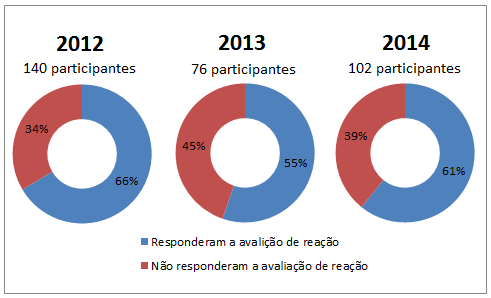 2012
140 participantes
34%
66%
2013
76 participantes
45%
55%
2014
102 participantes
39%
61%
Responderam a avalição de reação
Não responderam a avaliação de reação